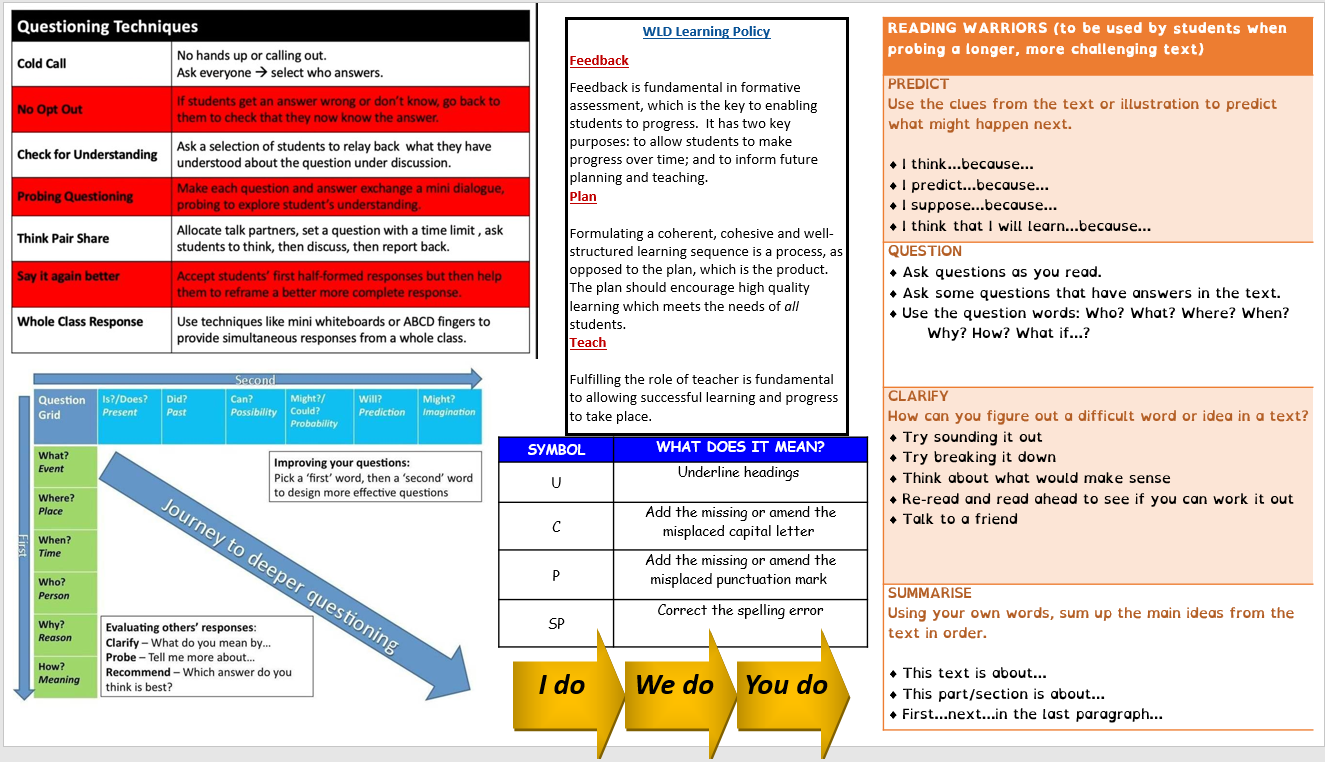 Questioning Techniques
Cold Call
No hands up or calling out.
Ask everyone → select who answers.
No Opt Out
If students get an answer wrong or don't know, go back to
them to check that they now know the answer.
Check for Understanding
Ask a selection of students to relay back  what they have
understood about the question under discussion.
Probing Questioning
Make each question and answer exchange a mini dialogue,
probing to explore student's understanding.
Think Pair Share
Allocate talk partners, set a question with a time limit , ask
students to think, then discuss, then report back.
Say it again better
Accept students' first half-formed responses but then help
them to reframe a better more complete response.
Whole Class Response
Use techniques like mini whiteboards or ABCD fingers to
provide simultaneous responses from a whole class.
Second
First
Question
Grid
Is?/Does?
Present
Did?
Past
Can?
Possibility
Might?/
Could?
Probability
Will?
Prediction
Might?
Imagination
What?
Event
Where?
Place
When?
Time
Who?
Person
Why?
Reason
How?
Meaning
Improving your questions:
Pick a 'first' word, then a 'second' word
to design more effective questions
Journey to deeper questioning
Evaluating others' responses:
Clarify – What do you mean by...
Probe – Tell me more about...
Recommend – Which answer do you
think is best?
WLD Learning Policy
Feedback
Feedback is fundamental in formative
assessment, which is the key to enabling
students to progress.  It has two key
purposes: to allow students to make
progress over time; and to inform future
planning and teaching.
Plan
Formulating a coherent, cohesive and well-
structured learning sequence is a process, as
opposed to the plan, which is the product.
The plan should encourage high quality
learning which meets the needs of all
students.
Teach
Fulfilling the role of teacher is fundamental
to allowing successful learning and progress
to take place.
SYMBOL
WHAT DOES IT MEAN?
U
Underline headings
C
Add the missing or amend the
misplaced capital letter
P
Add the missing or amend the
misplaced punctuation mark
SP
Correct the spelling error
I do
We do
You do
READING WARRIORS (to be used by students when
probing a longer, more challenging text)
PREDICT
Use the clues from the text or illustration to predict
what might happen next.
♦ I think...because...
♦ I predict...because...
♦ I suppose...because...
♦ I think that I will learn...because...
QUESTION
♦ Ask questions as you read.
♦ Ask some questions that have answers in the text.
♦ Use the question words: Who? What? Where? When?
Why? How? What if...?
CLARIFY
How can you figure out a difficult word or idea in a text?
♦ Try sounding it out
♦ Try breaking it down
♦ Think about what would make sense
♦ Re-read and read ahead to see if you can work it out
♦ Talk to a friend
SUMMARISE
Using your own words, sum up the main ideas from the
text in order.
♦ This text is about...
♦ This part/section is about...
♦ First...next...in the last paragraph...